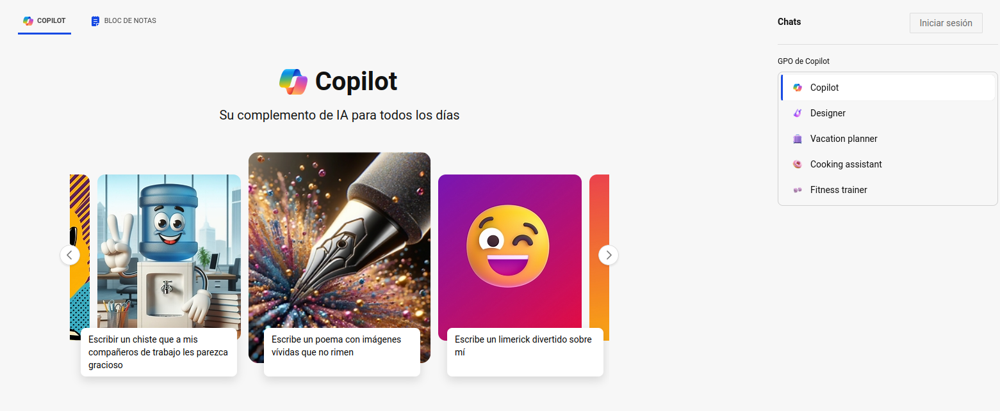 COPILOT
BLOC DE NOTAS
Chats
Iniciar sesión
Copilot
Su complemento de IA para todos los días
GPO de Copilot
Copilot
Designer
Vacation planner
Cooking assistant
Fitness trainer
Escribir un chiste que a mis
compañeros de trabajo les parezca
gracioso
Escribe un poema con imágenes
vívidas que no rimen
Escribe un limerick divertido sobre
mí